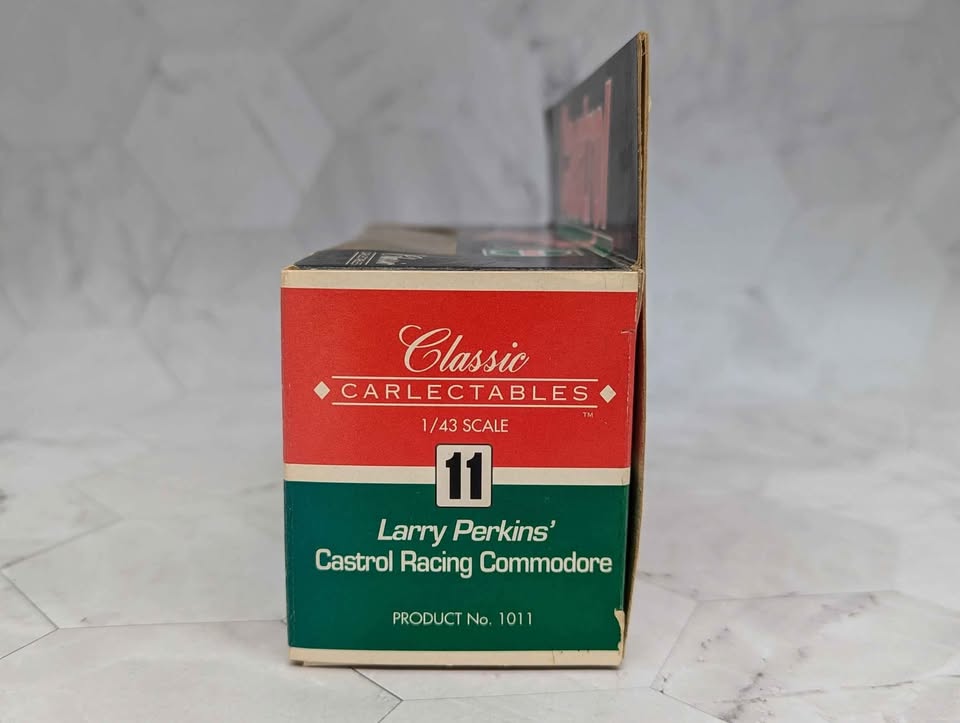 Classic
CARLECTABLES
TM
1/43 SCALE
11
Larry Perkins'
Castrol Racing Commodore
PRODUCT No. 1011